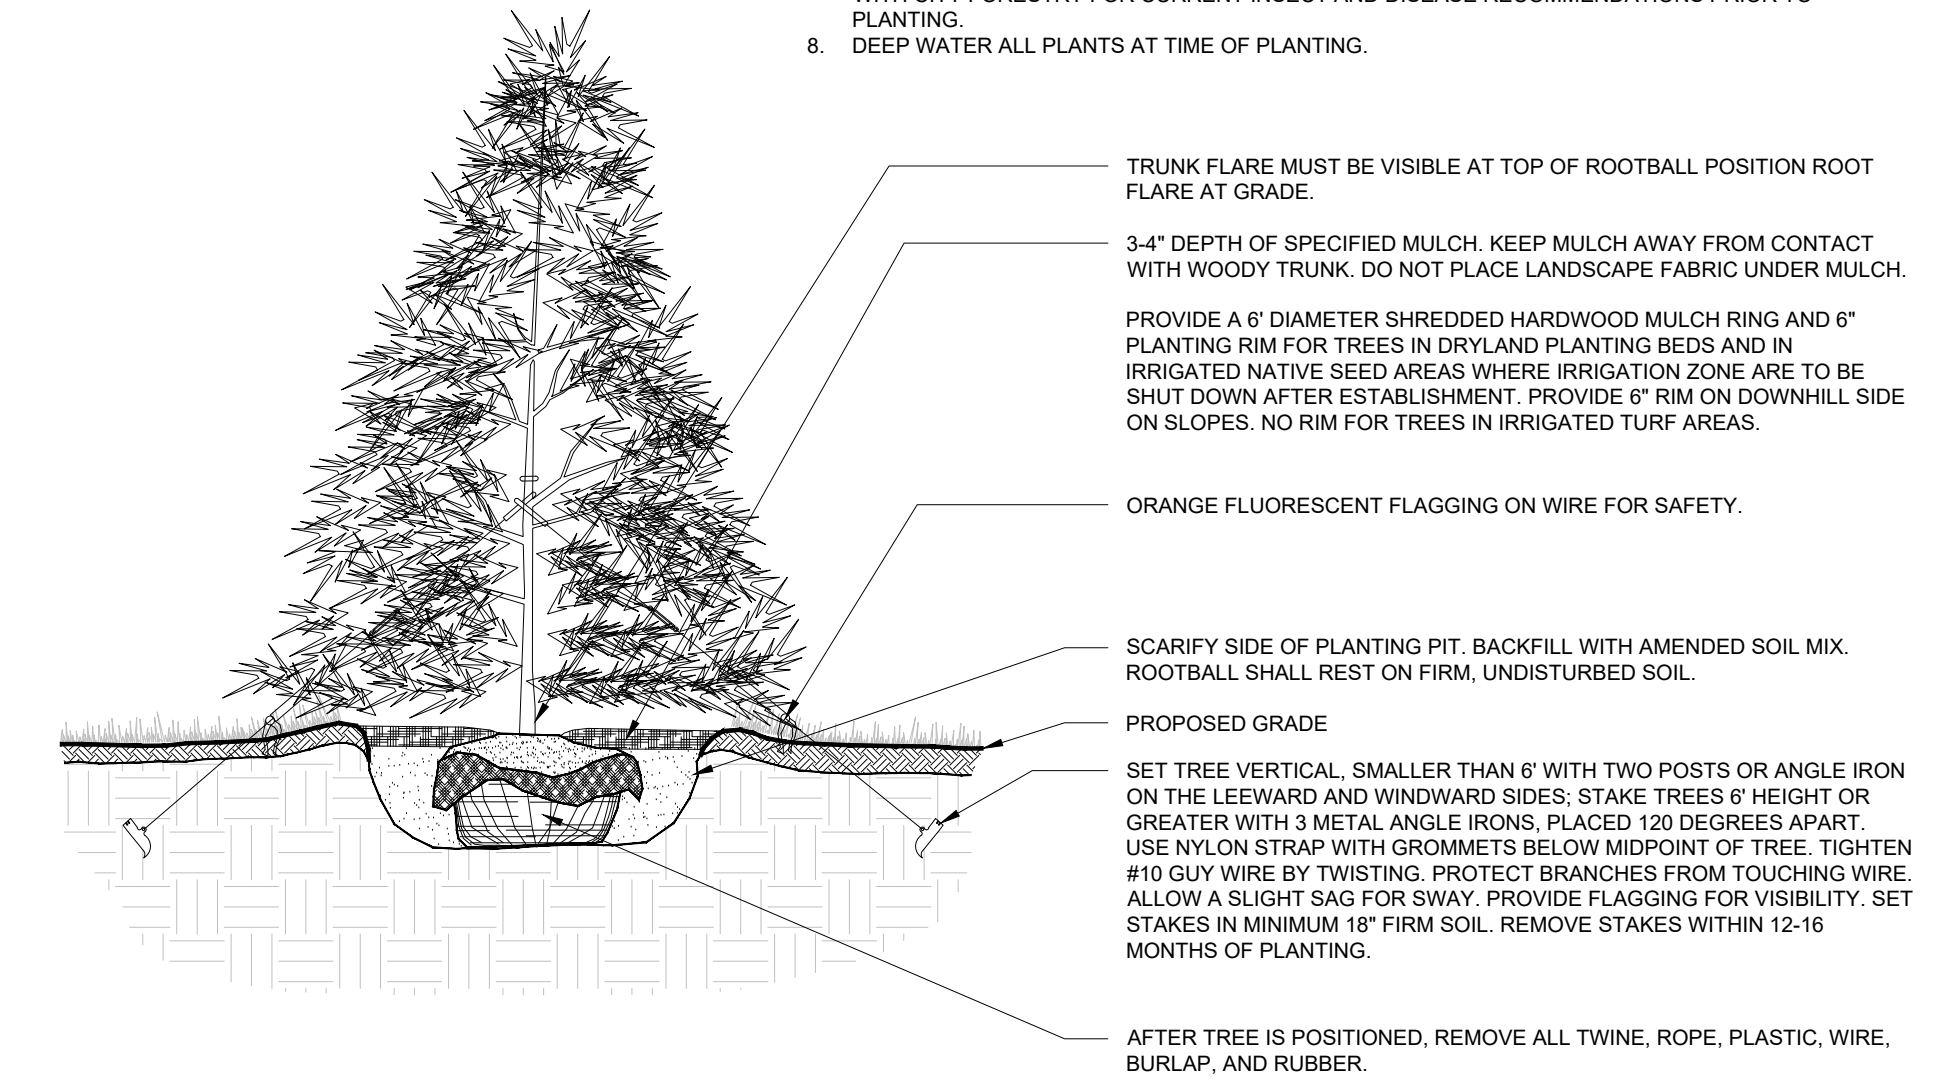 PLANTING.
8. DEEP WATER ALL PLANTS AT TIME OF PLANTING.
TRUNK FLARE MUST BE VISIBLE AT TOP OF ROOTBALL POSITION ROOT
FLARE AT GRADE.
3-4" DEPTH OF SPECIFIED MULCH. KEEP MULCH AWAY FROM CONTACT
WITH WOODY TRUNK. DO NOT PLACE LANDSCAPE FABRIC UNDER MULCH.
PROVIDE A 6' DIAMETER SHREDDED HARDWOOD MULCH RING AND 6"
PLANTING RIM FOR TREES IN DRYLAND PLANTING BEDS AND IN
IRRIGATED NATIVE SEED AREAS WHERE IRRIGATION ZONE ARE TO BE
SHUT DOWN AFTER ESTABLISHMENT. PROVIDE 6" RIM ON DOWNHILL SIDE
ON SLOPES. NO RIM FOR TREES IN IRRIGATED TURF AREAS.
ORANGE FLUORESCENT FLAGGING ON WIRE FOR SAFETY.
SCARIFY SIDE OF PLANTING PIT. BACKFILL WITH AMENDED SOIL MIX.
ROOTBALL SHALL REST ON FIRM, UNDISTURBED SOIL.
PROPOSED GRADE
SET TREE VERTICAL, SMALLER THAN 6' WITH TWO POSTS OR ANGLE IRON
ON THE LEEWARD AND WINDWARD SIDES; STAKE TREES 6' HEIGHT OR
GREATER WITH 3 METAL ANGLE IRONS, PLACED 120 DEGREES APART.
USE NYLON STRAP WITH GROMMETS BELOW MIDPOINT OF TREE. TIGHTEN
#10 GUY WIRE BY TWISTING. PROTECT BRANCHES FROM TOUCHING WIRE.
ALLOW A SLIGHT SAG FOR SWAY. PROVIDE FLAGGING FOR VISIBILITY. SET
STAKES IN MINIMUM 18" FIRM SOIL. REMOVE STAKES WITHIN 12-16
MONTHS OF PLANTING.
AFTER TREE IS POSITIONED, REMOVE ALL TWINE, ROPE, PLASTIC, WIRE,
BURLAP, AND RUBBER.